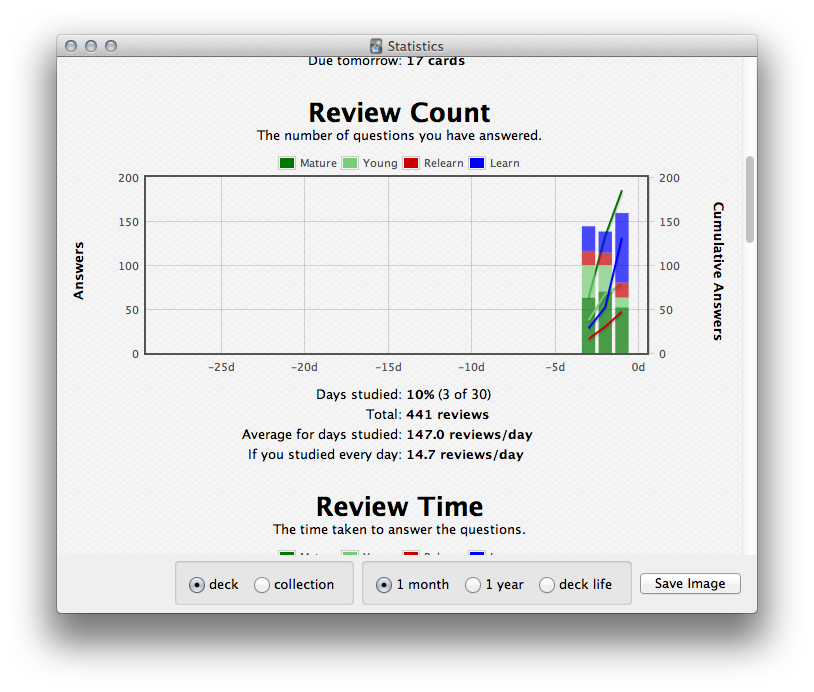 Statistics
Due tomorrow: 17 cards
Review Count
The number of questions you have answered.
Mature Young Relearn Learn
200 200
150 150
100 100
50 50
0 0
Answers
Cumulative Answers
-25d -20d -15d -10d -5d 0d
Days studied: 10% (3 of 30)
Total: 441 reviews
Average for days studied: 147.0 reviews/day
If you studied every day: 14.7 reviews/day
Review Time
The time taken to answer the questions.
deck collection 1 month 1 year deck life Save Image